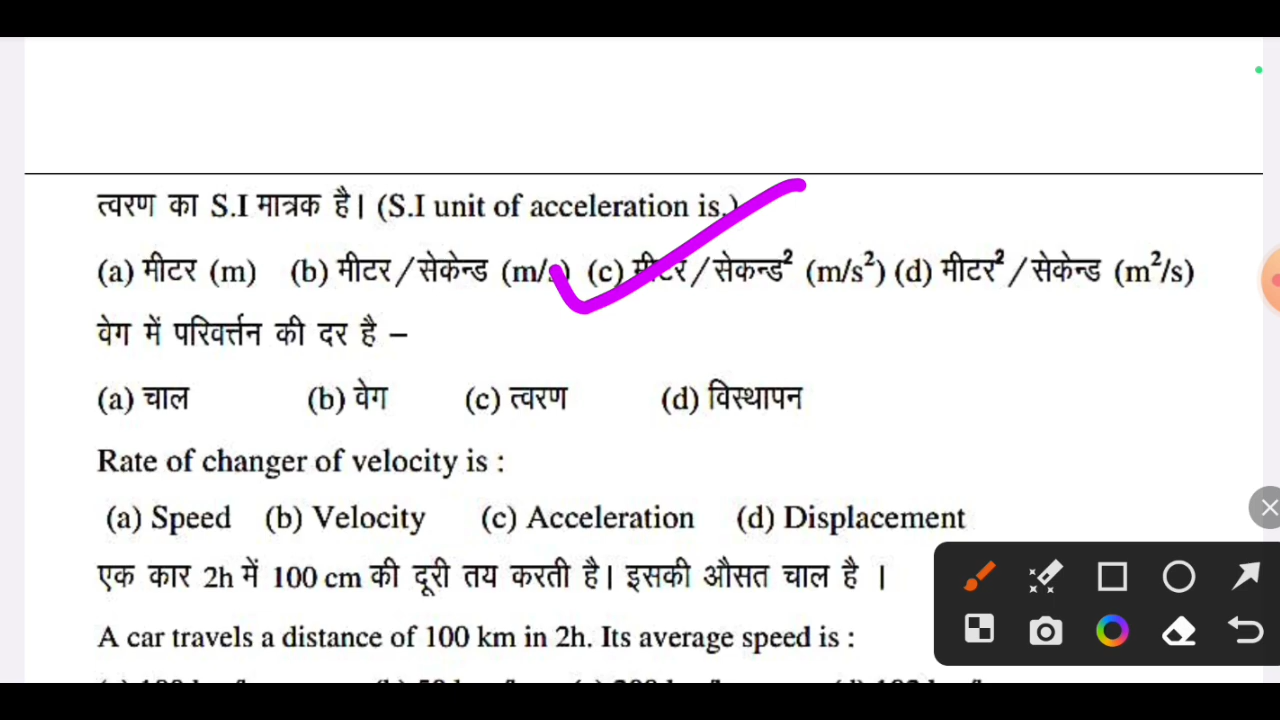 त्वरण का S.I मात्रक है। (S.I unit of acceleration is.)
(a) मीटर (m) (b) मीटर/सेकेन्ड (m/s) (c) मीटर/सेकन्ड² (m/s²) (d) मीटर²/सेकेन्ड (m²/s)
वेग में परिवर्त्तन की दर है –
(a) चाल (b) वेग (c) त्वरण (d) विस्थापन
Rate of changer of velocity is :
(a) Speed (b) Velocity (c) Acceleration (d) Displacement
एक कार 2h में 100 cm की दूरी तय करती है। इसकी औसत चाल है ।
A car travels a distance of 100 km in 2h. Its average speed is :